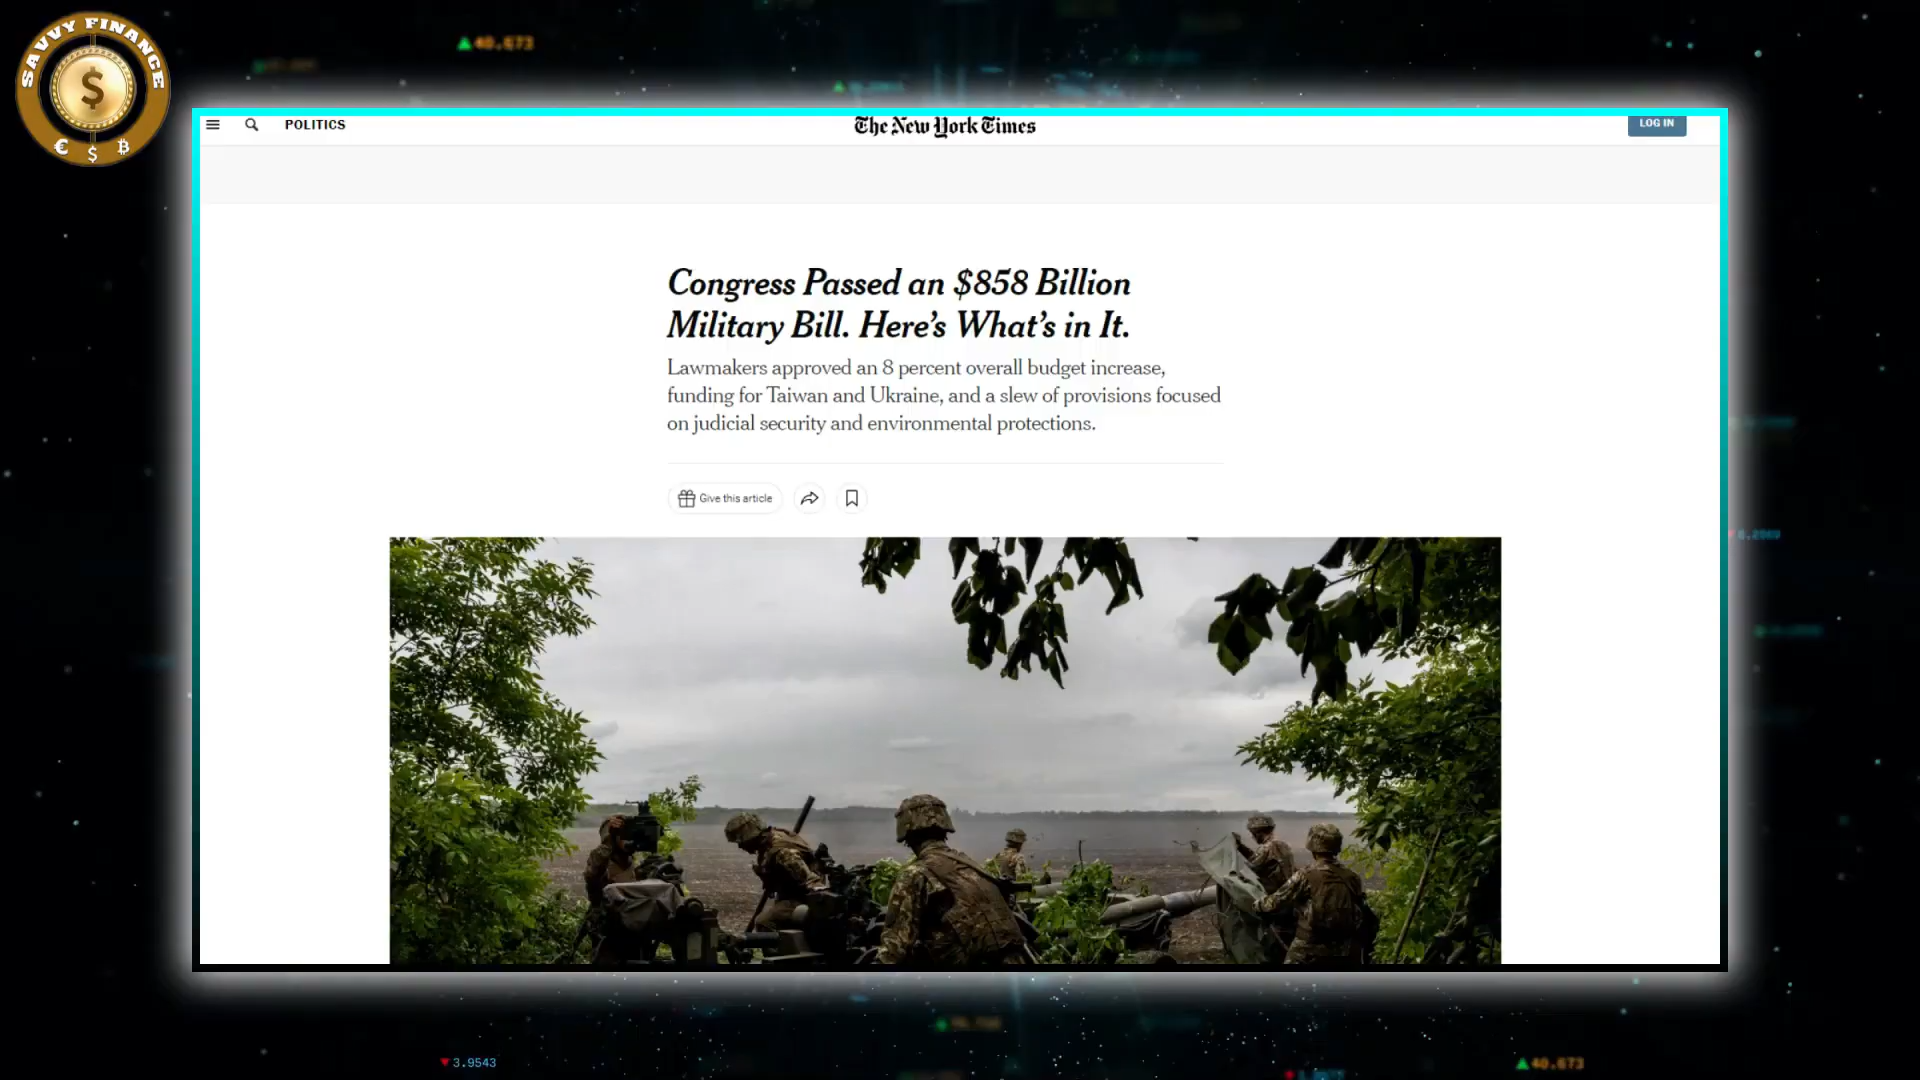 SAVVY FINANCE
$
€ $ ₿
40.673
POLITICS
The New York Times
LOG IN
Congress Passed an $858 Billion
Military Bill. Here's What's in It.
Lawmakers approved an 8 percent overall budget increase,
funding for Taiwan and Ukraine, and a slew of provisions focused
on judicial security and environmental protections.
Give this article
3.9543
40.673